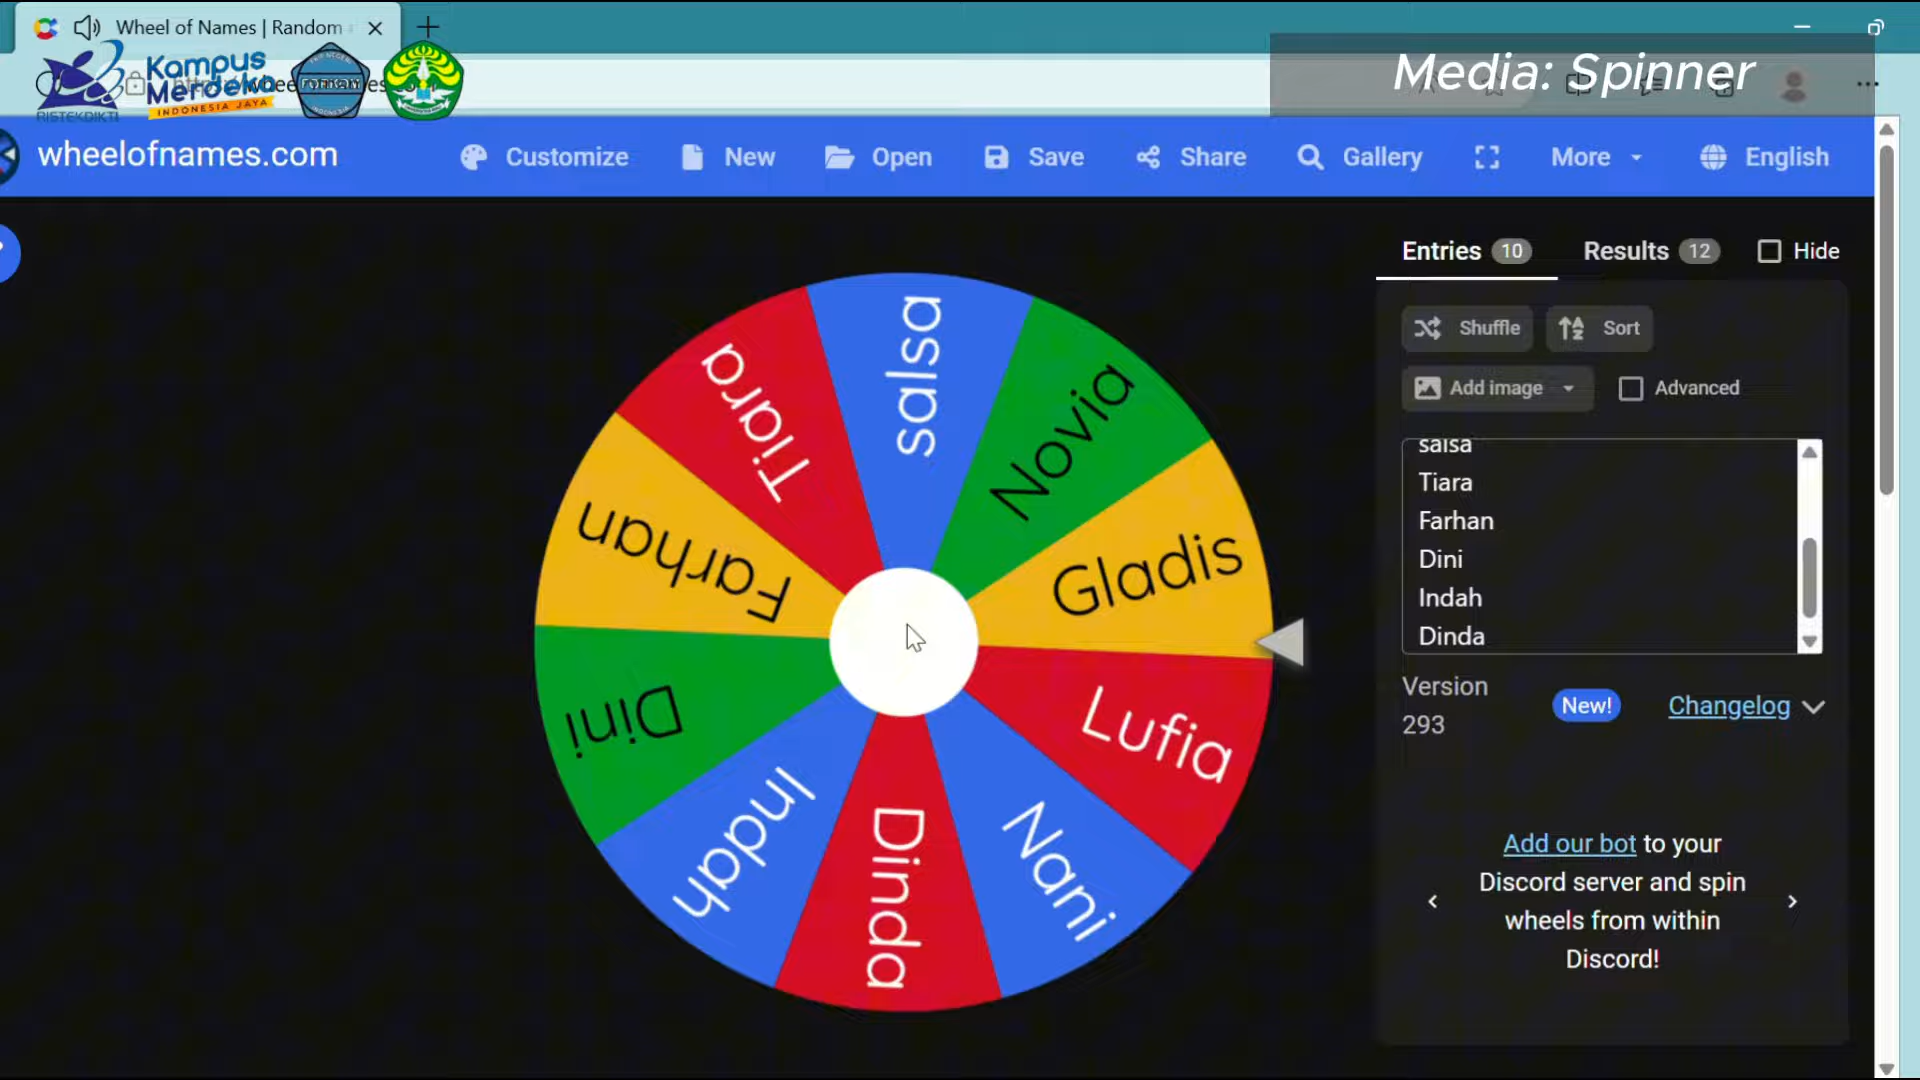 Wheel of Names | Random
Kampus
Merdeka
INDONESIA JAYA
RISTEKDIKTI
FORKOM
Media: Spinner
wheelofnames.com
Customize
New
Open
Save
Share
Gallery
More
English
Entries 10
Results 12
Hide
Shuffle
Sort
Add image
Advanced
salsa
Tiara
Farhan
Dini
Indah
Dinda
Version
293
New!
Changelog
Add our bot to your
Discord server and spin
wheels from within
Discord!
salsa
Novia
Gladis
Lufia
Nani
Dinda
Indah
Dini
Farhan
Tiara